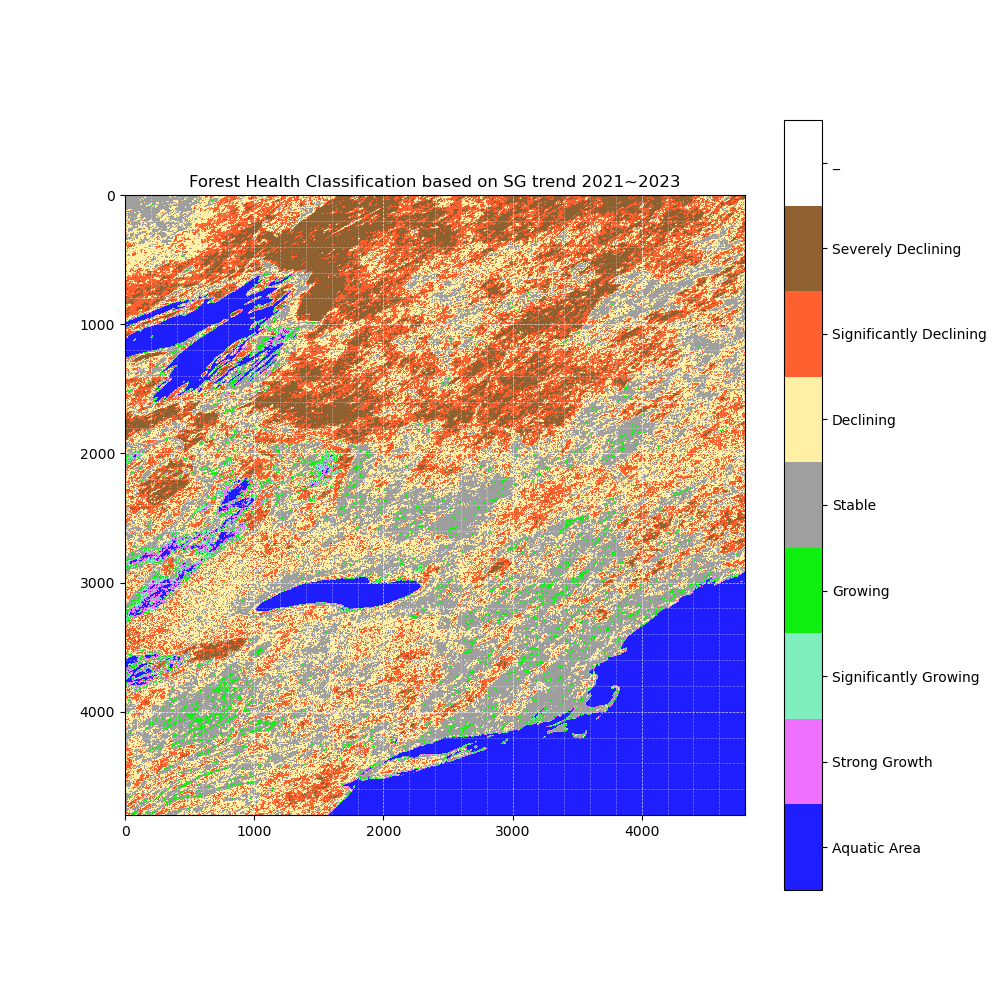 Forest Health Classification based on SG trend 2021~2023
0
1000
2000
3000
4000
0
1000
2000
3000
4000
_
Severely Declining
Significantly Declining
Declining
Stable
Growing
Significantly Growing
Strong Growth
Aquatic Area